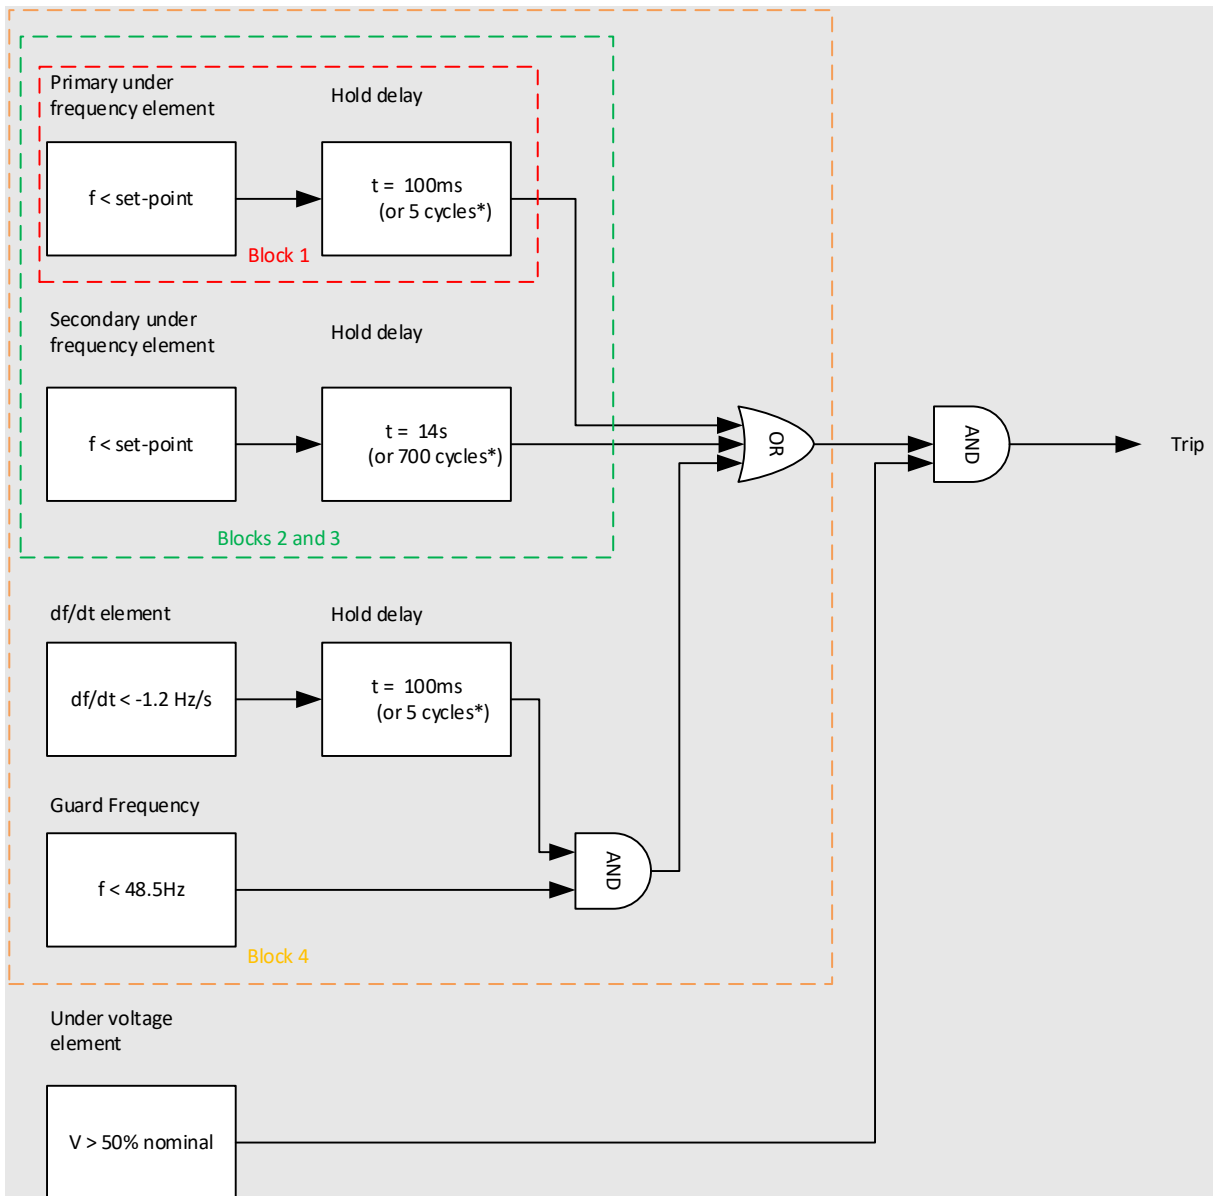 Primary under
frequency element
Hold delay
f < set-point
t =  100ms
(or 5 cycles*)
Block 1
Secondary under
frequency element
Hold delay
f < set-point
t =  14s
(or 700 cycles*)
OR
AND
Trip
Blocks 2 and 3
df/dt element
Hold delay
df/dt < -1.2 Hz/s
t =  100ms
(or 5 cycles*)
Guard Frequency
f < 48.5Hz
AND
Block 4
Under voltage
element
V > 50% nominal